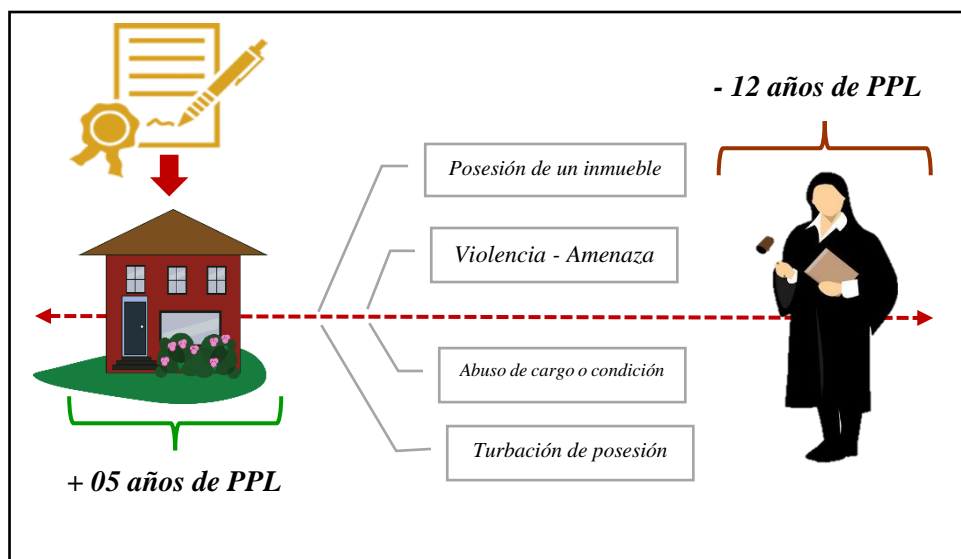 - 12 años de PPL
Posesión de un inmueble
Violencia - Amenaza
Abuso de cargo o condición
Turbación de posesión
+ 05 años de PPL